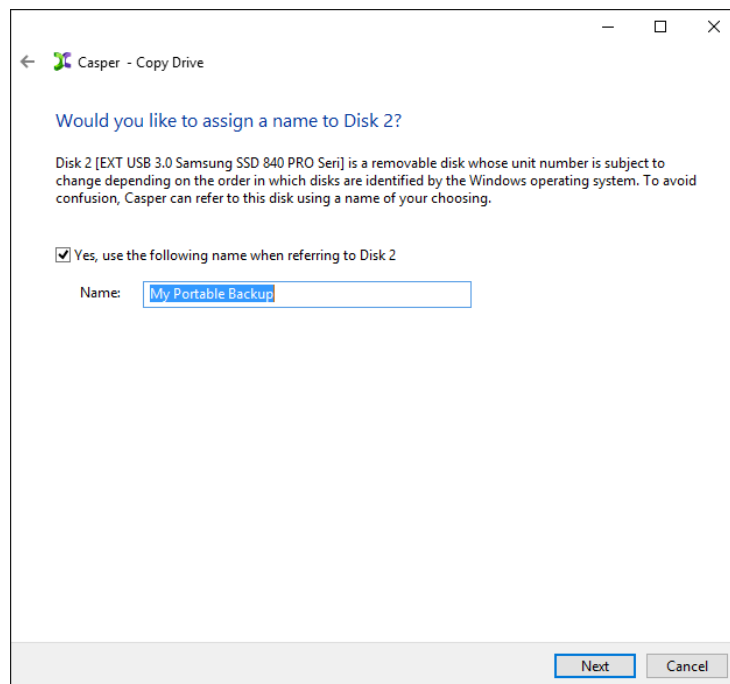 Casper - Copy Drive
Would you like to assign a name to Disk 2?
Disk 2 [EXT USB 3.0 Samsung SSD 840 PRO Seri] is a removable disk whose unit number is subject to
change depending on the order in which disks are identified by the Windows operating system. To avoid
confusion, Casper can refer to this disk using a name of your choosing.
Yes, use the following name when referring to Disk 2
Name: My Portable Backup
Next Cancel